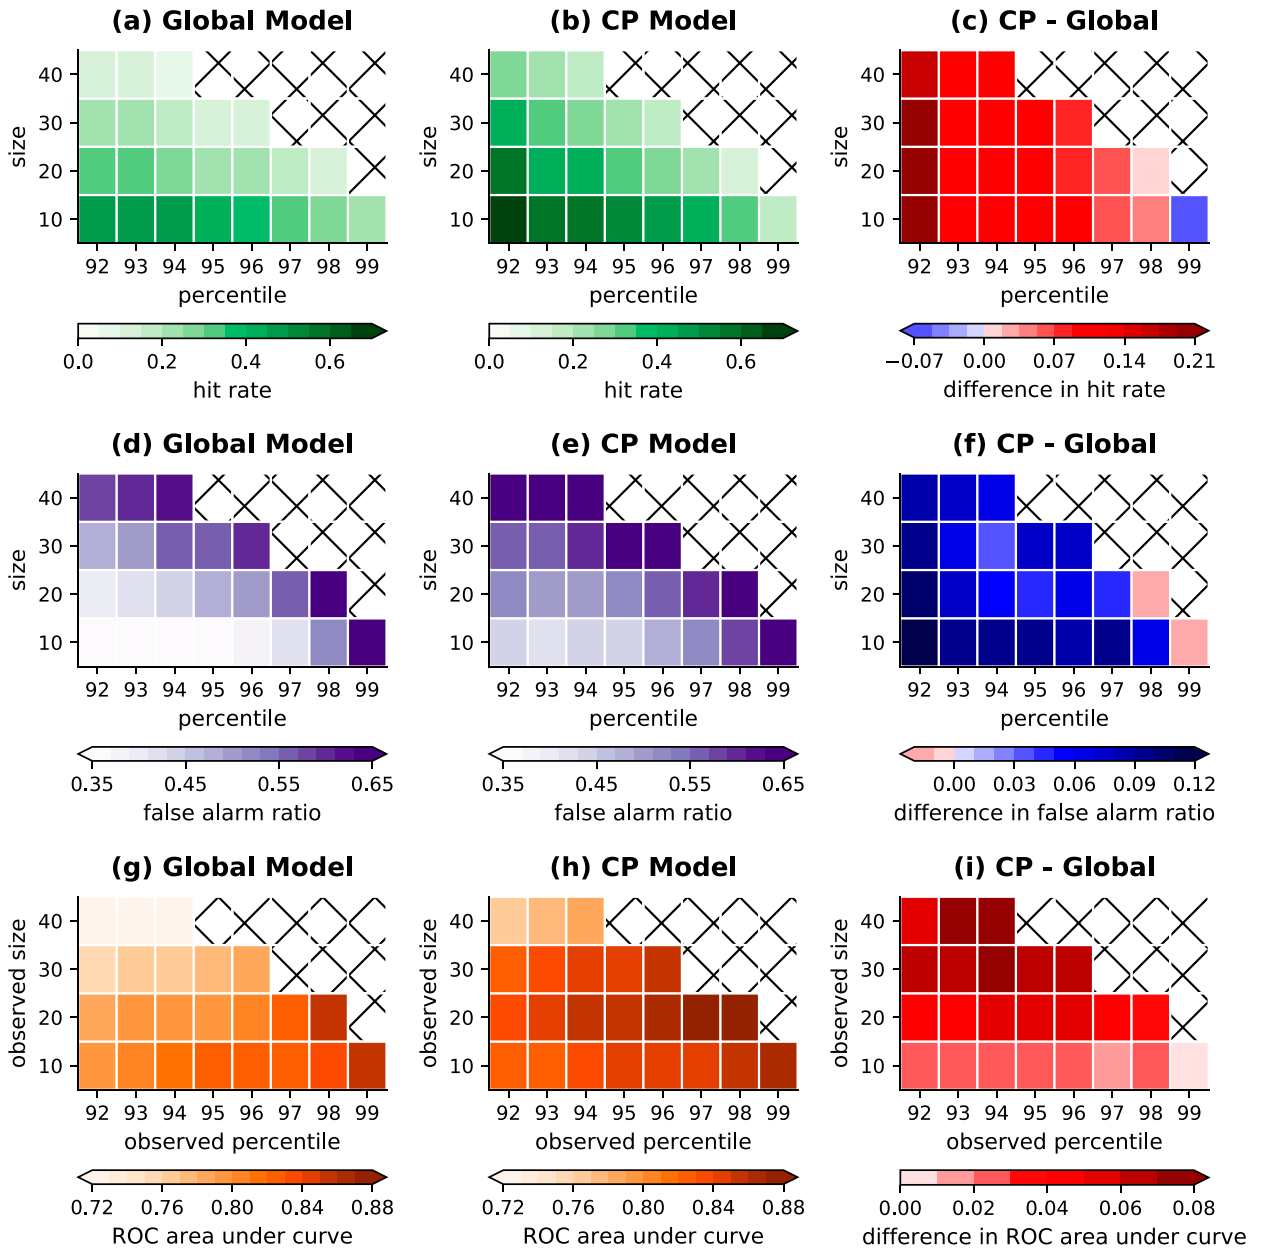 (a) Global Model (b) CP Model (c) CP - Global
40 40 40
30 30 30
20 20 20
10 10 10
size size size
92 93 94 95 96 97 98 99 92 93 94 95 96 97 98 99 92 93 94 95 96 97 98 99
percentile percentile percentile
0.0 0.2 0.4 0.6 0.0 0.2 0.4 0.6 −0.07 0.00 0.07 0.14 0.21
hit rate hit rate difference in hit rate
(d) Global Model (e) CP Model (f) CP - Global
40 40 40
30 30 30
20 20 20
10 10 10
size size size
92 93 94 95 96 97 98 99 92 93 94 95 96 97 98 99 92 93 94 95 96 97 98 99
percentile percentile percentile
0.35 0.45 0.55 0.65 0.35 0.45 0.55 0.65 0.00 0.03 0.06 0.09 0.12
false alarm ratio false alarm ratio difference in false alarm ratio
(g) Global Model (h) CP Model (i) CP - Global
40 40 40
30 30 30
20 20 20
10 10 10
observed size observed size observed size
92 93 94 95 96 97 98 99 92 93 94 95 96 97 98 99 92 93 94 95 96 97 98 99
observed percentile observed percentile observed percentile
0.72 0.76 0.80 0.84 0.88 0.72 0.76 0.80 0.84 0.88 0.00 0.02 0.04 0.06 0.08
ROC area under curve ROC area under curve difference in ROC area under curve